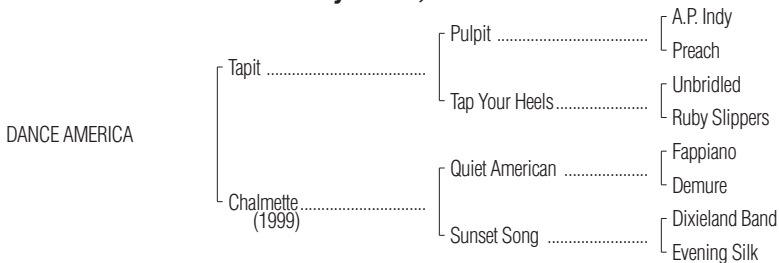 A.P. Indy
Pulpit
Preach
Tapit
Unbridled
Tap Your Heels
Ruby Slippers
DANCE AMERICA
Fappiano
Quiet American
Demure
Chalmette
(1999)
Dixieland Band
Sunset Song
Evening Silk